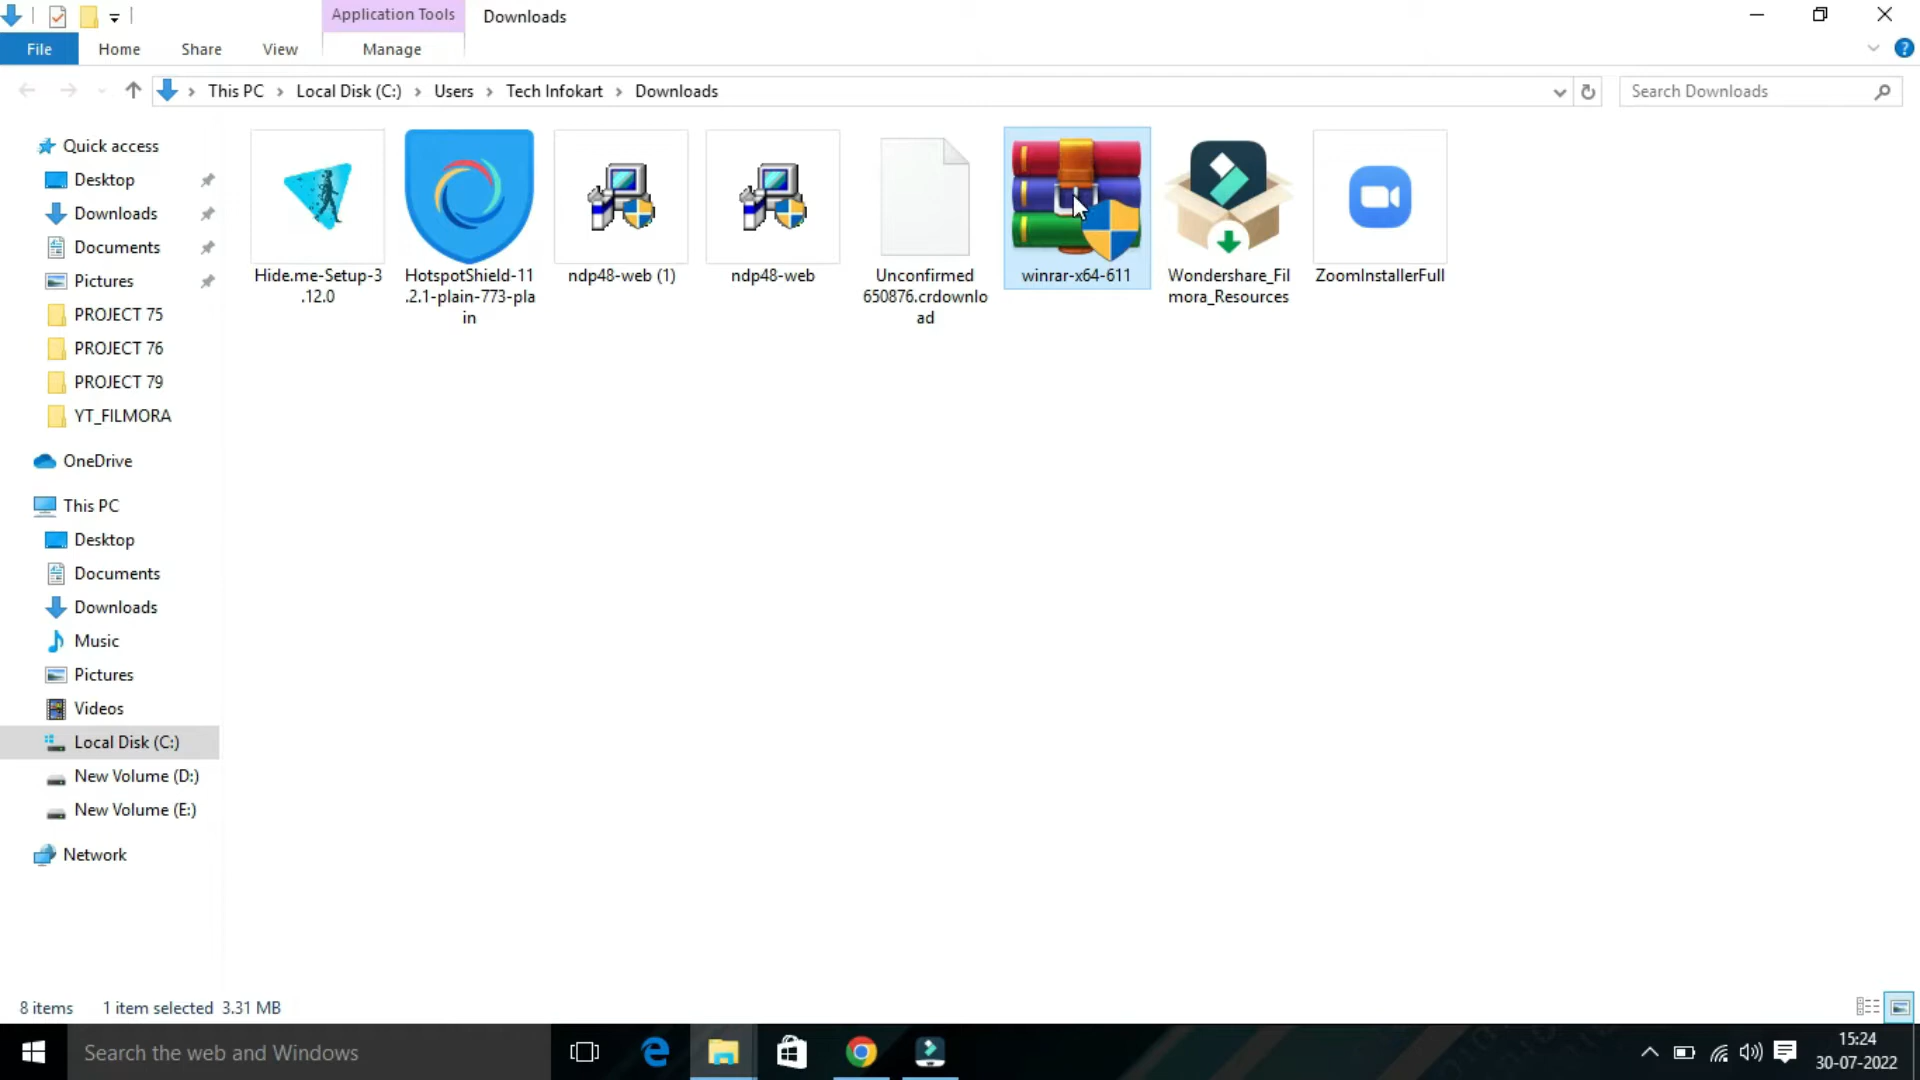 Application Tools
Downloads
File
Home
Share
View
Manage
This PC
Local Disk (C:)
Users
Tech Infokart
Downloads
Search Downloads
Quick access
Desktop
Downloads
Documents
Pictures
PROJECT 75
PROJECT 76
PROJECT 79
YT_FILMORA
OneDrive
This PC
Desktop
Documents
Downloads
Music
Pictures
Videos
Local Disk (C:)
New Volume (D:)
New Volume (E:)
Network
Hide.me-Setup-3
.12.0
HotspotShield-11
.2.1-plain-773-pla
in
ndp48-web (1)
ndp48-web
Unconfirmed
650876.crdownlo
ad
winrar-x64-611
Wondershare_Fil
mora_Resources
ZoomInstallerFull
8 items
1 item selected 3.31 MB
Search the web and Windows
15:24
30-07-2022